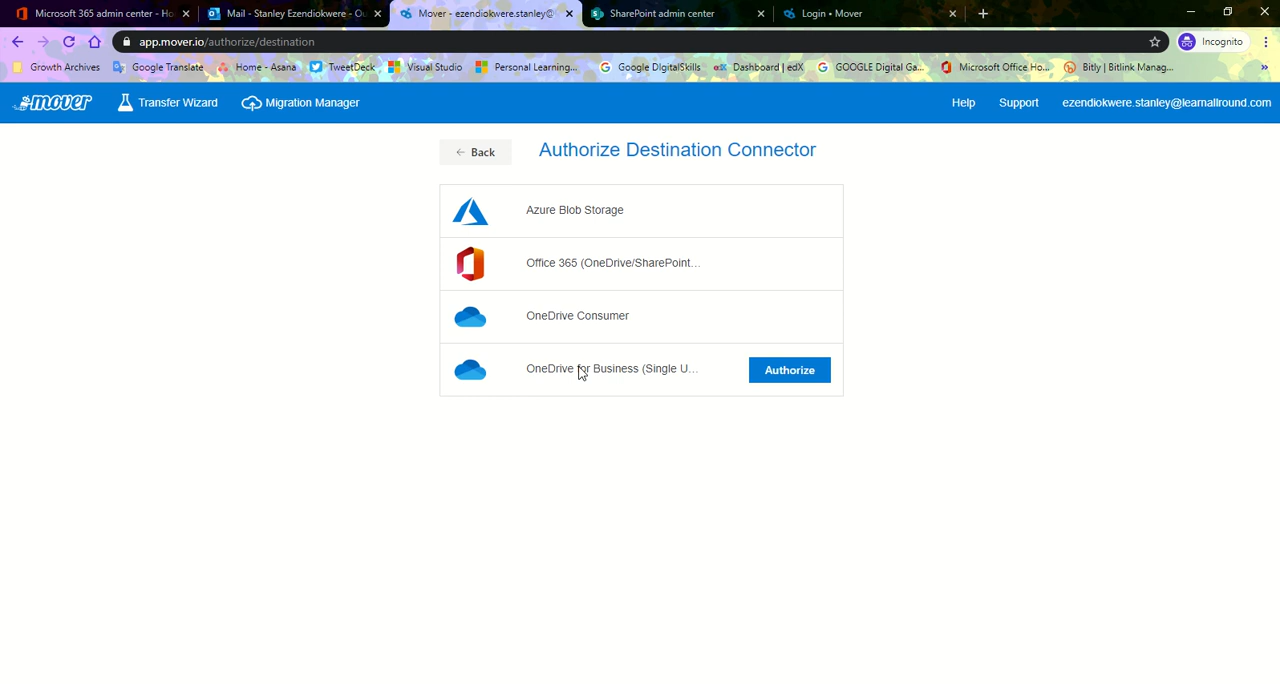 Microsoft 365 admin center - Ho
Mail - Stanley Ezendiokwere - Ou
Mover - ezendiokwere.stanley@
SharePoint admin center
Login • Mover
app.mover.io/authorize/destination
Incognito
Growth Archives
Google Translate
Home - Asana
TweetDeck
Visual Studio
Personal Learning...
Google DigitalSkills
edX
Dashboard | edX
GOOGLE Digital Ga...
Microsoft Office Ho...
Bitly | Bitlink Manag...
»
mover
Transfer Wizard
Migration Manager
Help
Support
ezendiokwere.stanley@learnallround.com
← Back
Authorize Destination Connector
Azure Blob Storage
Office 365 (OneDrive/SharePoint...
OneDrive Consumer
OneDrive for Business (Single U...
Authorize